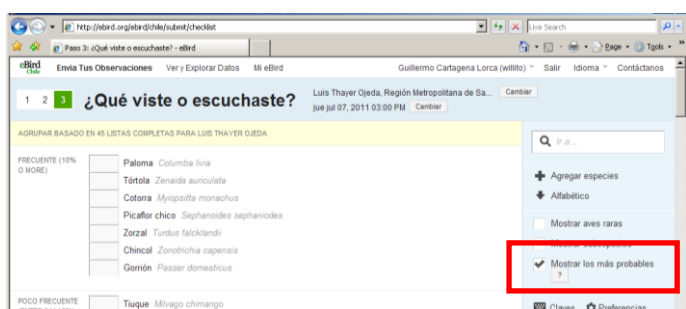 http://ebird.org/ebird/chile/submit/checklist
Live Search
Paso 3: ¿Qué viste o escuchaste? - eBird
Page
Tools
eBird
Chile
Envía Tus Observaciones
Ver y Explorar Datos
Mi eBird
Guillermo Cartagena Lorca (willito)
Salir
Idioma
Contáctanos
1 2 3
¿Qué viste o escuchaste?
Luis Thayer Ojeda, Región Metropolitana de Sa...
Cambiar
jue jul 07, 2011 03:00 PM
Cambiar
AGRUPAR BASADO EN 45 LISTAS COMPLETAS PARA LUIS THAYER OJEDA
Ir a...
FRECUENTE (10%
O MORE)
Paloma Columba livia
Tórtola Zenaida auriculata
Cotorra Myiopsitta monachus
Picaflor chico Sephanoides sephaniodes
Zorzal Turdus falcklandii
Chincol Zonotrichia capensis
Gorrión Passer domesticus
Agregar especies
Alfabético
Mostrar aves raras
Mostrar los más probables
?
POCO FRECUENTE
Tiuque Milvago chimango
Claves
Preferencias